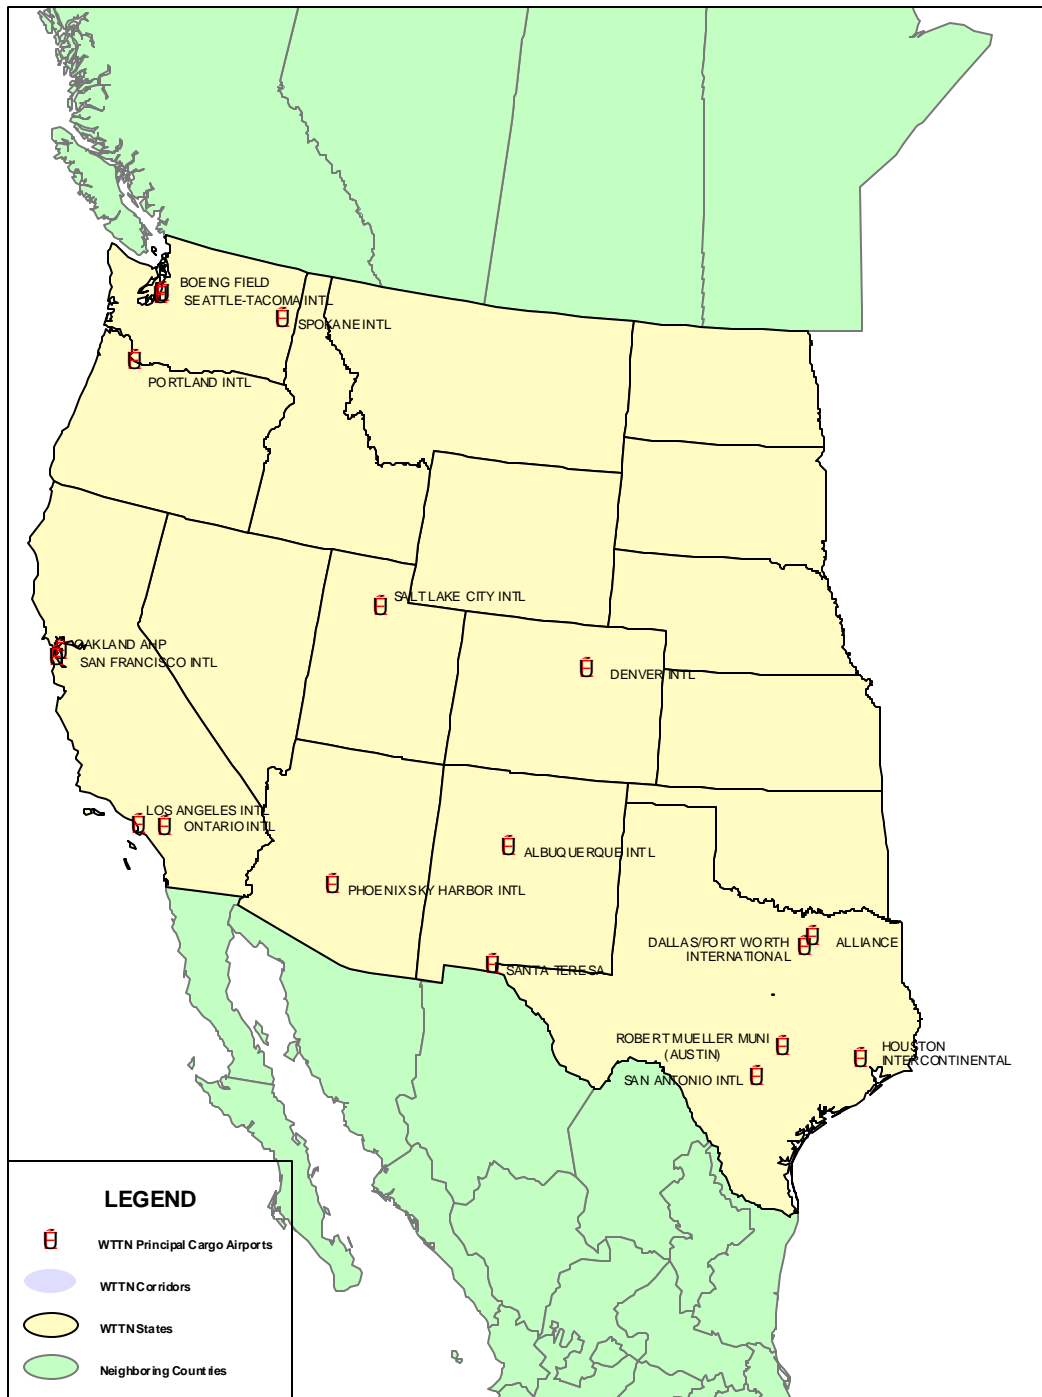 BOEING FIELD
SEATTLE-TACOMA INTL
SPOKANE INTL
PORTLAND INTL
SALT LAKE CITY INTL
OAKLAND AHP
SAN FRANCISCO INTL
DENVER INTL
LOS ANGELES INTL
ONTARIO INTL
ALBUQUERQUE INTL
PHOENIX SKY HARBOR INTL
DALLAS/FORT WORTH
INTERNATIONAL
ALLIANCE
SANTA TERESA
ROBERT MUELLER MUNI
(AUSTIN)
HOUSTON
INTERCONTINENTAL
SAN ANTONIO INTL
LEGEND
WTTN Principal Cargo Airports
WTTN Corridors
WTTN States
Neighboring Countries